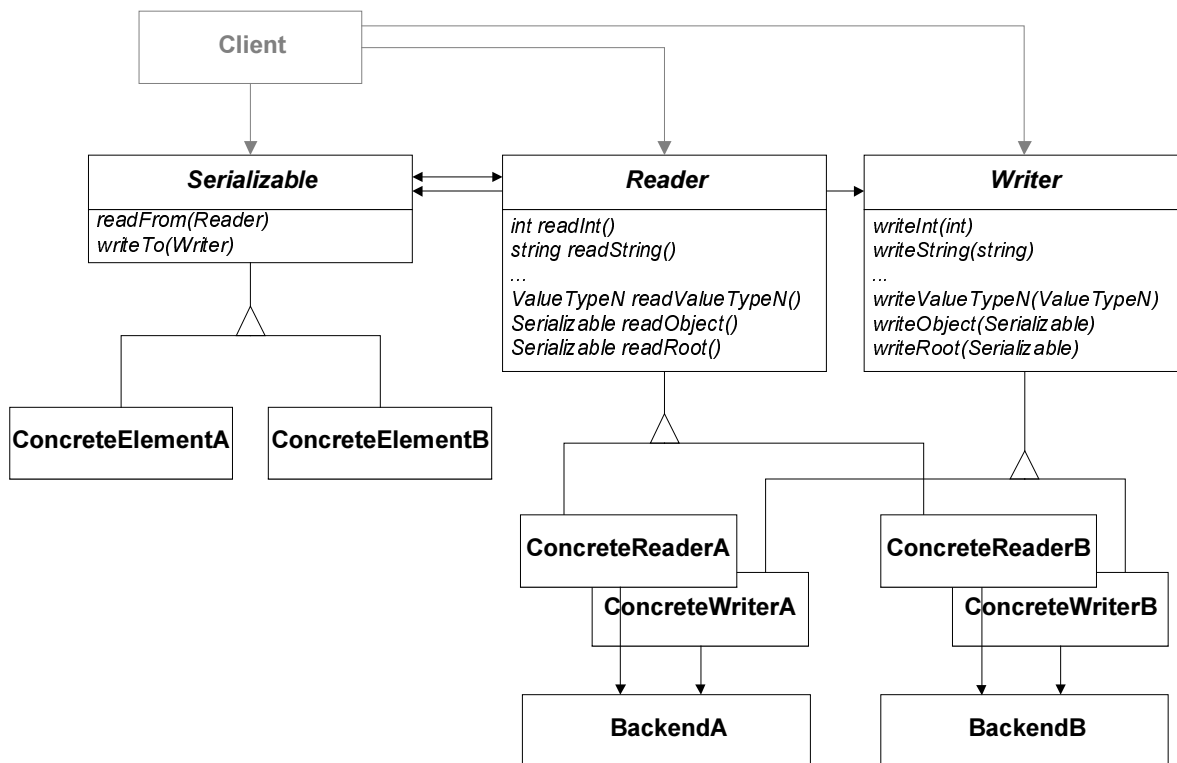 Client
Serializable
readFrom(Reader)
writeTo(Writer)
Reader
int readInt()
string readString()
...
ValueTypeN readValueTypeN()
Serializable readObject()
Serializable readRoot()
Writer
writeInt(int)
writeString(string)
...
writeValueTypeN(ValueTypeN)
writeObject(Serializable)
writeRoot(Serializable)
ConcreteElementA
ConcreteElementB
ConcreteReaderA
ConcreteReaderB
ConcreteWriterA
ConcreteWriterB
BackendA
BackendB